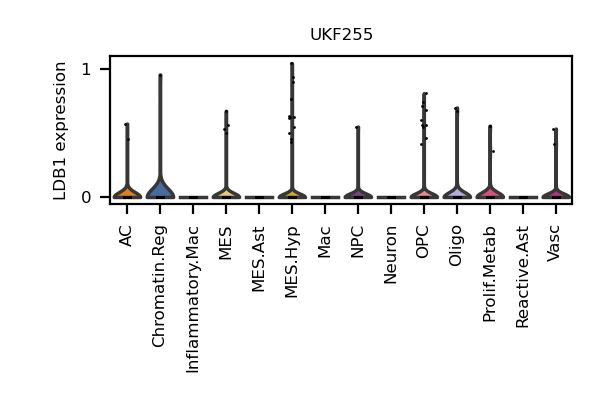 UKF255
LDB1 expression
1
0
AC
Chromatin.Reg
Inflammatory.Mac
MES
MES.Ast
MES.Hyp
Mac
NPC
Neuron
OPC
Oligo
Prolif.Metab
Reactive.Ast
Vasc